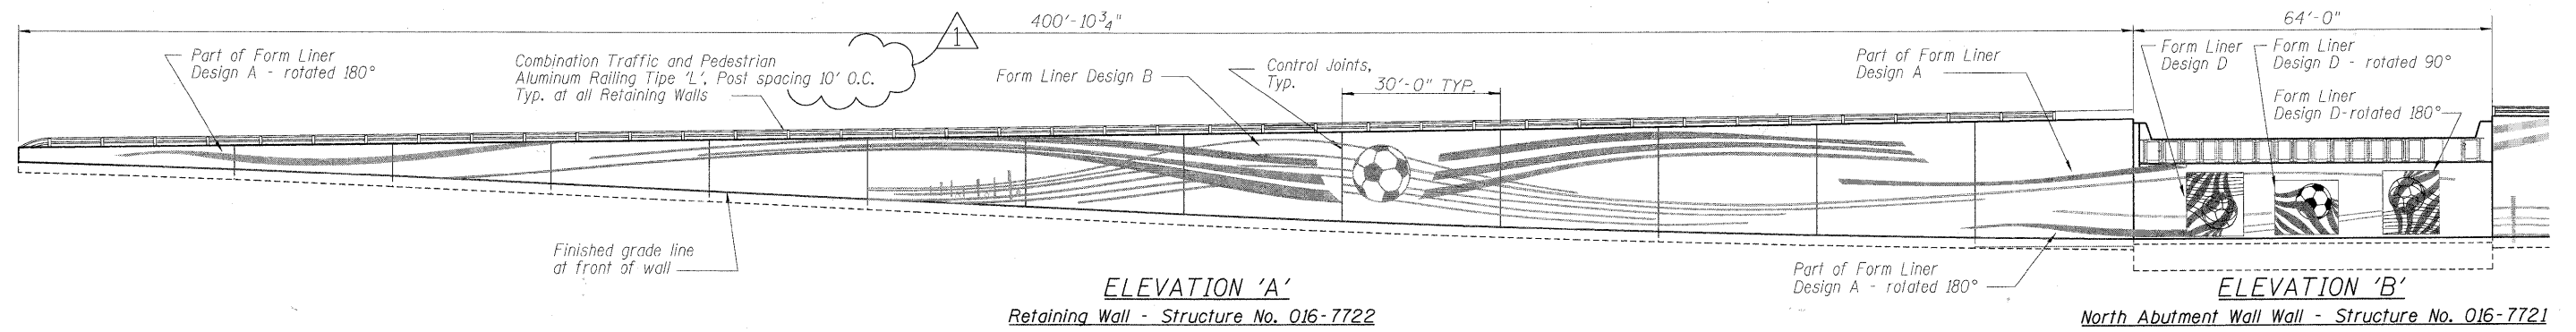 400'-10 3/4"
64'-0"
1
Part of Form Liner
Design A - rotated 180°
Combination Traffic and Pedestrian
Aluminum Railing Tipe 'L', Post spacing 10' O.C.
Typ. at all Retaining Walls
Form Liner Design B
Control Joints,
Typ.
30'-0" TYP.
Part of Form Liner
Design A
Form Liner
Design D
Form Liner
Design D - rotated 90°
Form Liner
Design D-rotated 180°
Finished grade line
at front of wall
Part of Form Liner
Design A - rotated 180°
ELEVATION 'A'
Retaining Wall - Structure No. 016-7722
ELEVATION 'B'
North Abutment Wall Wall - Structure No. 016-7721